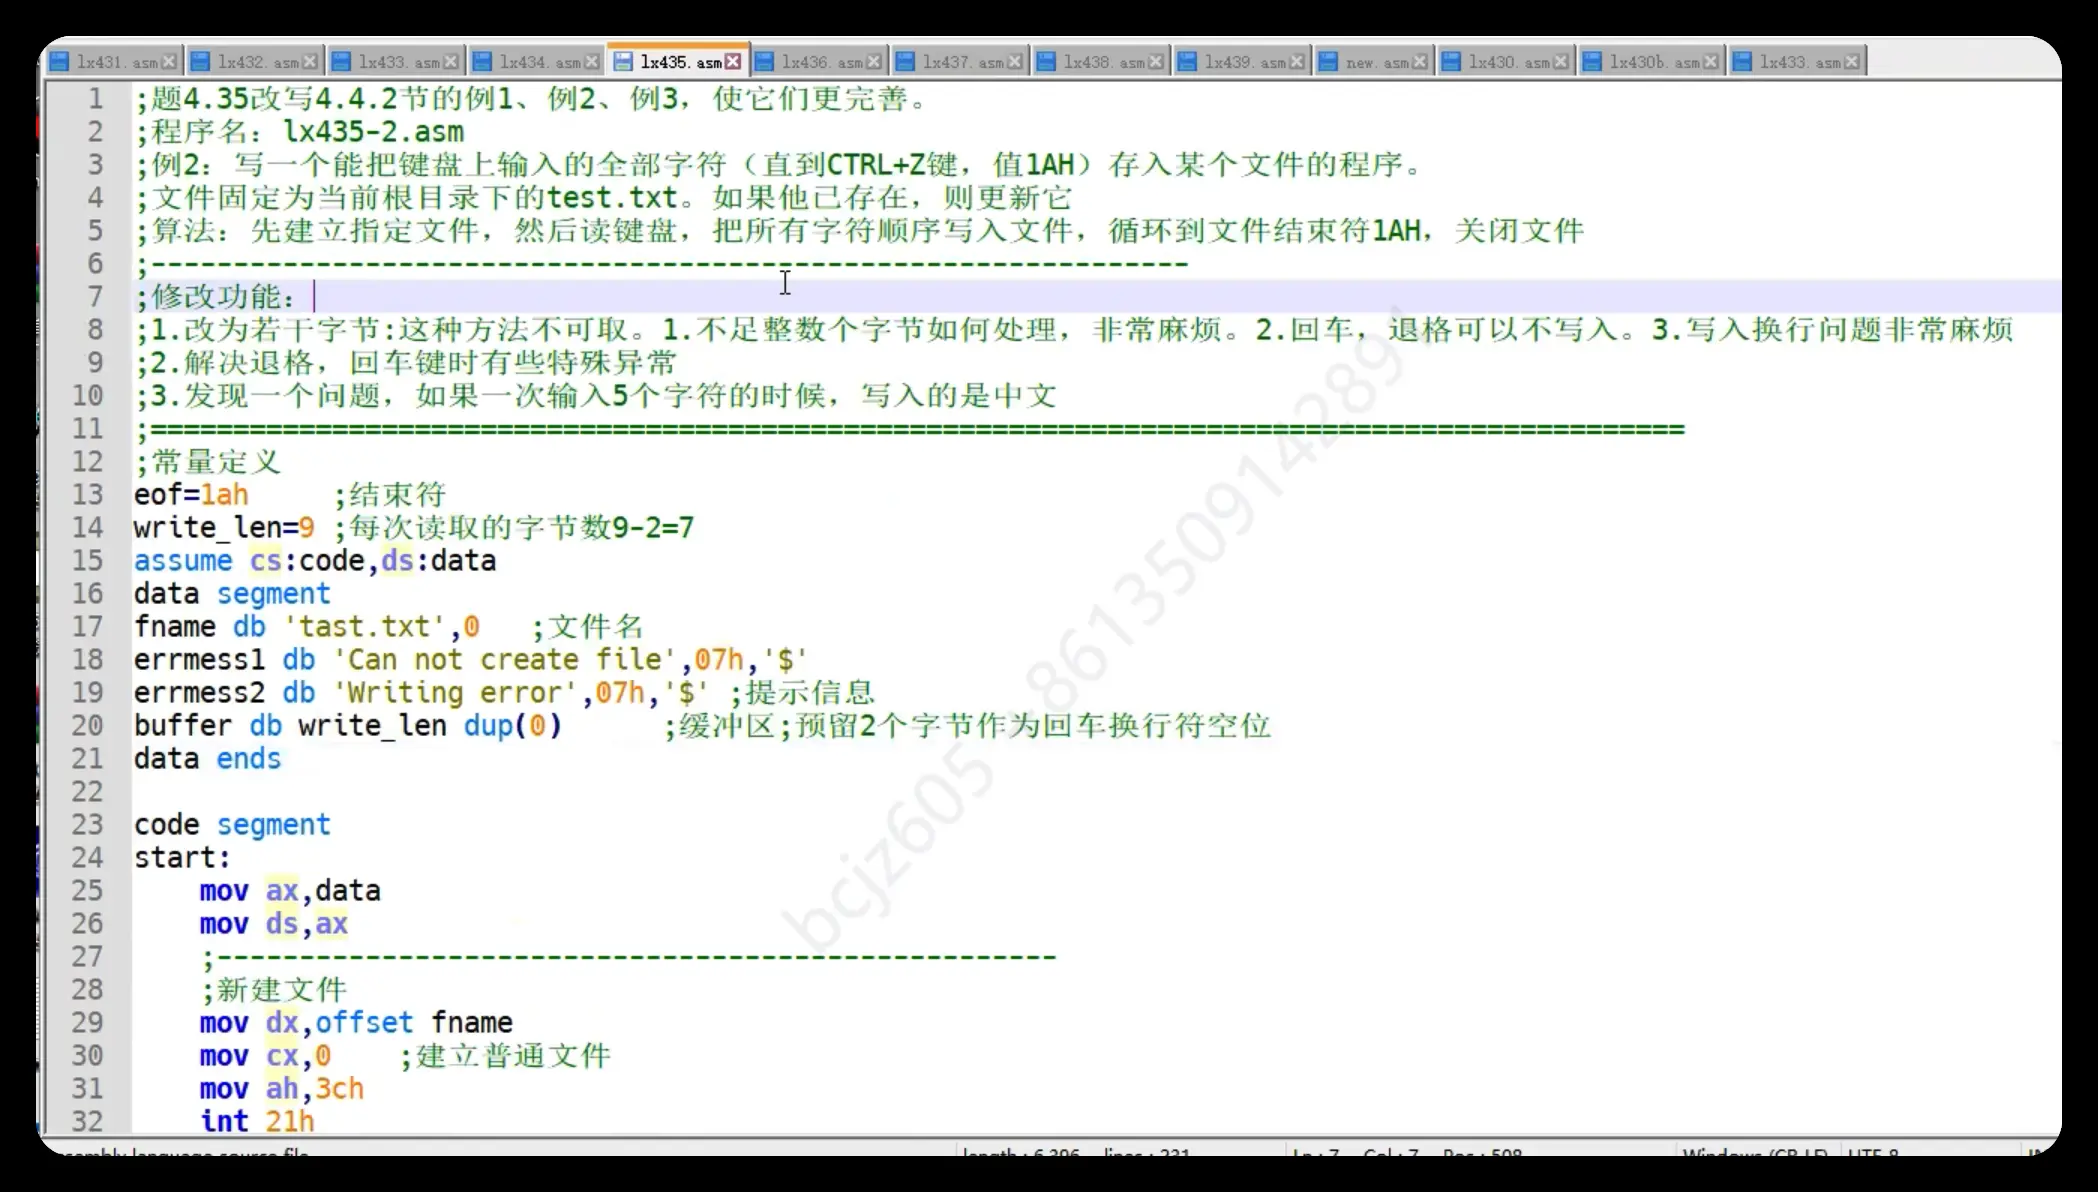 lx431.asm lx432.asm lx433.asm lx434.asm lx435.asm lx436.asm lx437.asm lx438.asm lx439.asm new.asm lx430.asm lx430b.asm lx433.asm
1 ;题4.35改写4.4.2节的例1、例2、例3，使它们更完善。
2 ;程序名：lx435-2.asm
3 ;例2：写一个能把键盘上输入的全部字符（直到CTRL+Z键，值1AH）存入某个文件的程序。
4 ;文件固定为当前根目录下的test.txt。如果他已存在，则更新它
5 ;算法：先建立指定文件，然后读键盘，把所有字符顺序写入文件，循环到文件结束符1AH，关闭文件
6 ;---------------------------------------------------------------
7 ;修改功能：
8 ;1.改为若干字节:这种方法不可取。1.不足整数个字节如何处理，非常麻烦。2.回车，退格可以不写入。3.写入换行问题非常麻烦
9 ;2.解决退格，回车键时有些特殊异常
10 ;3.发现一个问题，如果一次输入5个字符的时候，写入的是中文
11 ;=============================================================================================
12 ;常量定义
13 eof=1ah ;结束符
14 write_len=9 ;每次读取的字节数9-2=7
15 assume cs:code,ds:data
16 data segment
17 fname db 'tast.txt',0 ;文件名
18 errmess1 db 'Can not create file',07h,'$'
19 errmess2 db 'Writing error',07h,'$' ;提示信息
20 buffer db write_len dup(0) ;缓冲区;预留2个字节作为回车换行符空位
21 data ends
22
23 code segment
24 start:
25 mov ax,data
26 mov ds,ax
27 ;---------------------------------------------------
28 ;新建文件
29 mov dx,offset fname
30 mov cx,0 ;建立普通文件
31 mov ah,3ch
32 int 21h
length : 6,396 lines : 231 Ln : 7 Col : 7 Pos : 508 Windows (CR LF) UTF-8